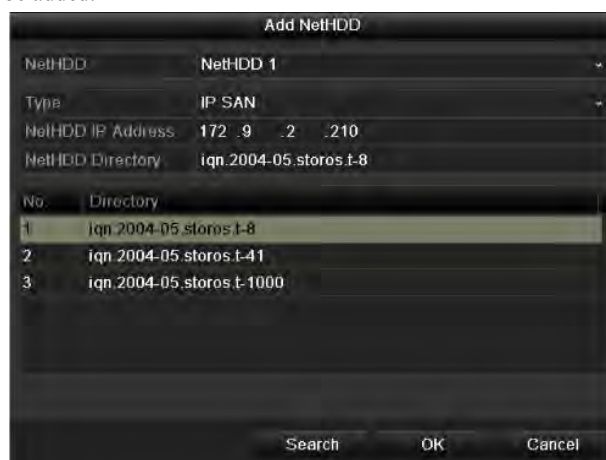 Add NetHDD
NetHDD NetHDD 1
Type IP SAN
NetHDD IP Address 172 .9 .2 .210
NetHDD Directory iqn.2004-05.storos.t-8
No. Directory
1 iqn.2004-05.storos.t-8
2 iqn.2004-05.storos.t-41
3 iqn.2004-05.storos.t-1000
Search OK Cancel